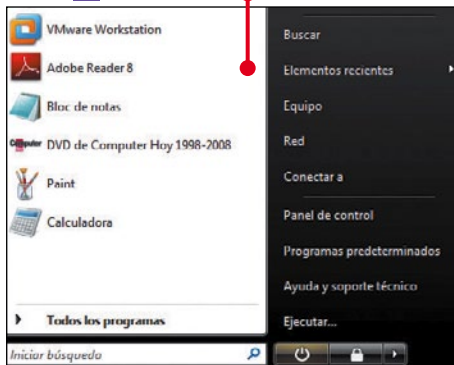 VMware Workstation
Adobe Reader 8
Bloc de notas
Computer DVD de Computer Hoy 1998-2008
Paint
Calculadora
Todos los programas
Iniciar búsqueda
Buscar
Elementos recientes
Equipo
Red
Conectar a
Panel de control
Programas predeterminados
Ayuda y soporte técnico
Ejecutar...